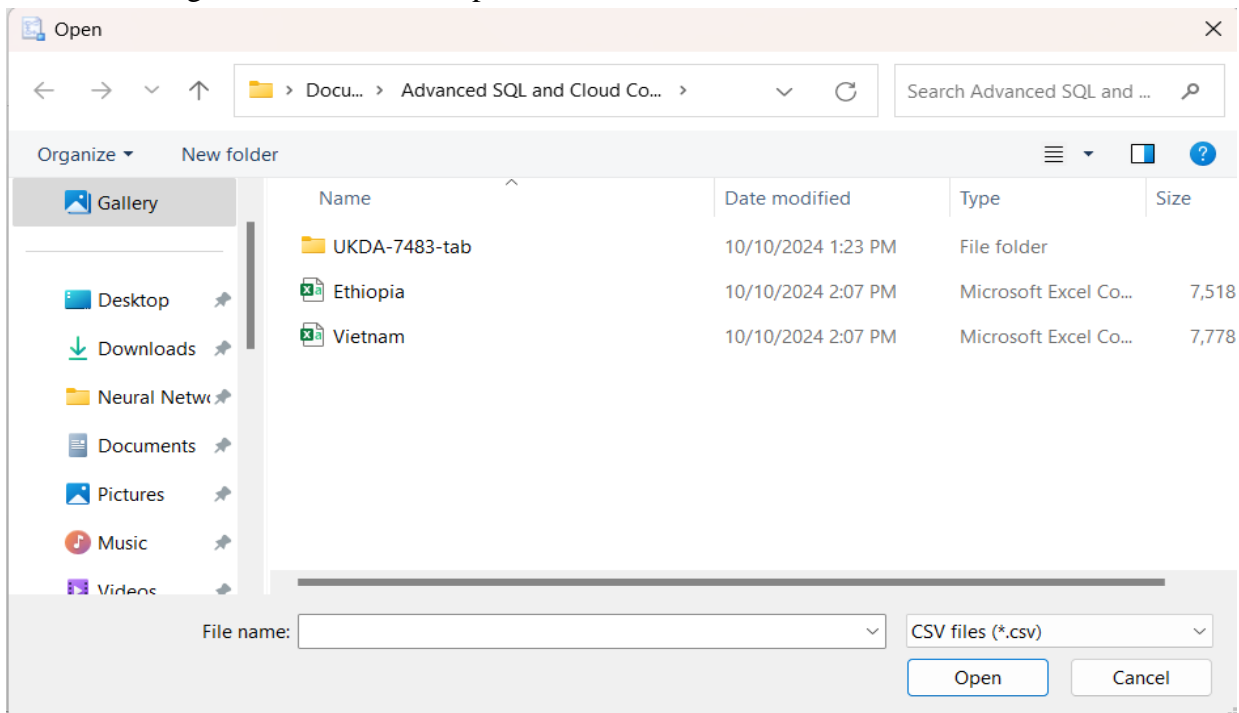 Open
Docu... > Advanced SQL and Cloud Co... >
Search Advanced SQL and ...
Organize New folder
Gallery
Name Date modified Type Size
UKDA-7483-tab 10/10/2024 1:23 PM File folder
Ethiopia 10/10/2024 2:07 PM Microsoft Excel Co... 7,518
Vietnam 10/10/2024 2:07 PM Microsoft Excel Co... 7,778
Desktop
Downloads
Neural Netw
Documents
Pictures
Music
Videos
File name: CSV files (*.csv)
Open Cancel